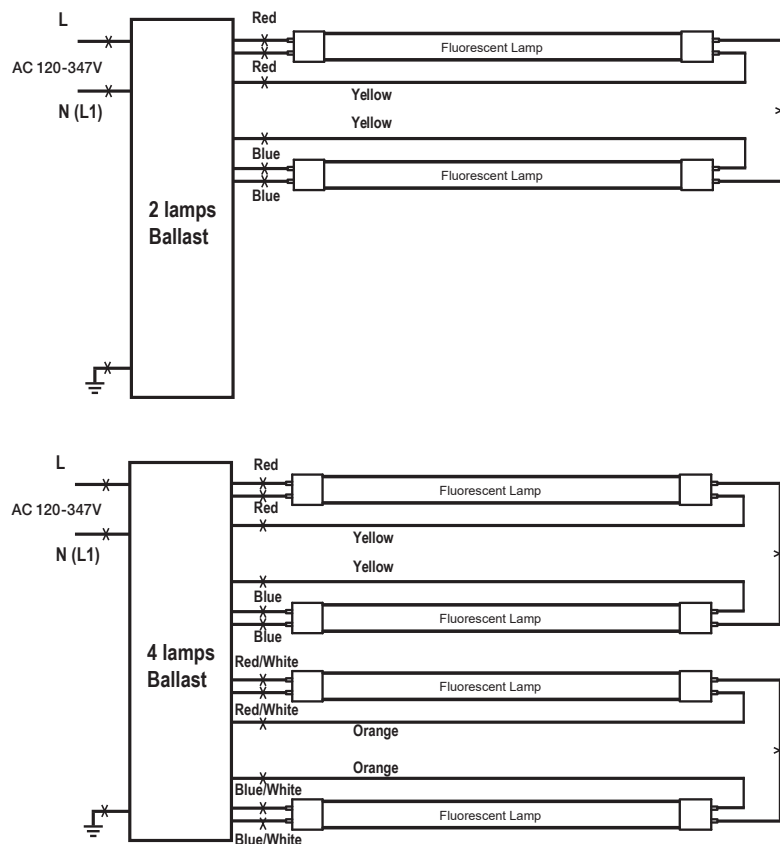 L
Red
Fluorescent Lamp
AC 120-347V
Red
Yellow
N (L1)
Yellow
Blue
Fluorescent Lamp
Blue
2 lamps
Ballast
L
Red
Fluorescent Lamp
AC 120-347V
Red
Yellow
N (L1)
Yellow
Blue
Fluorescent Lamp
Blue
4 lamps
Ballast
Red/White
Fluorescent Lamp
Red/White
Orange
Orange
Blue/White
Fluorescent Lamp
Blue/White